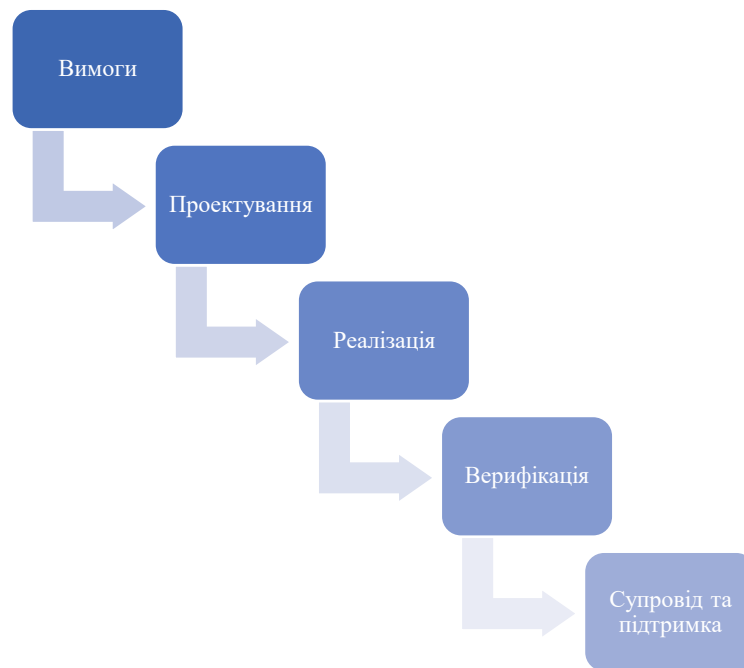 Вимоги
Проектування
Реалізація
Верифікація
Супровід та
підтримка